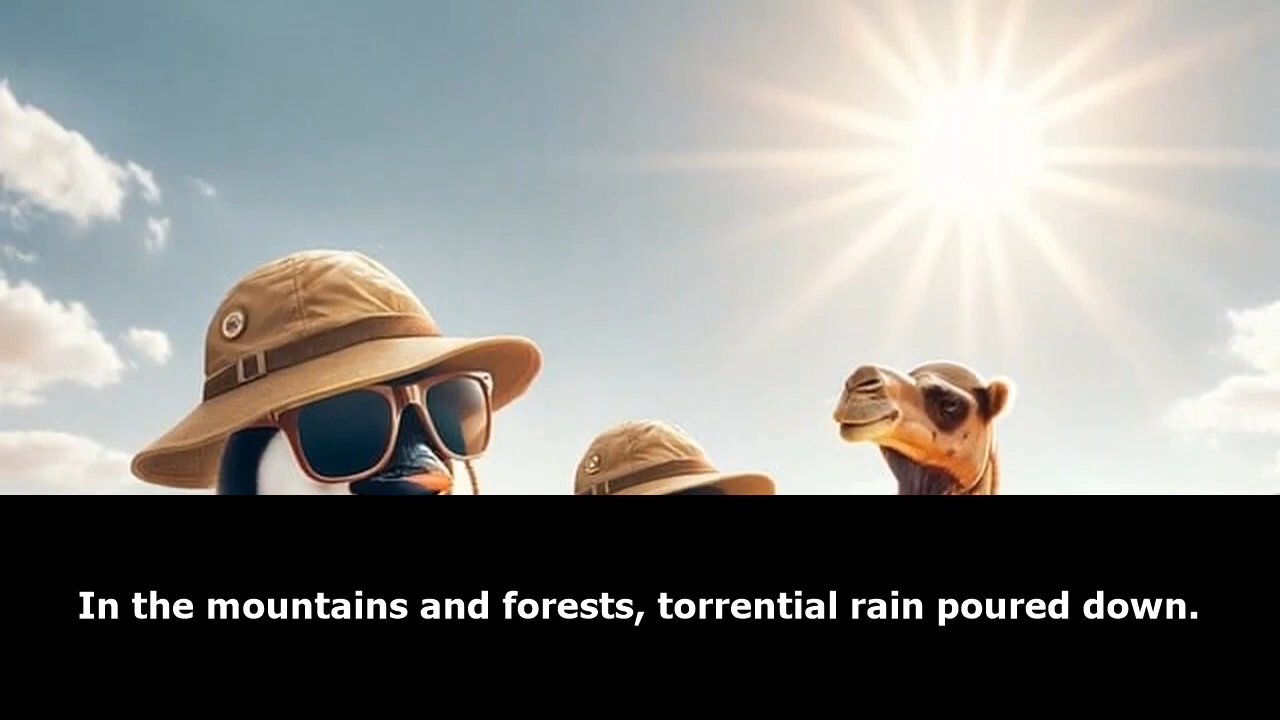 In the mountains and forests, torrential rain poured down.